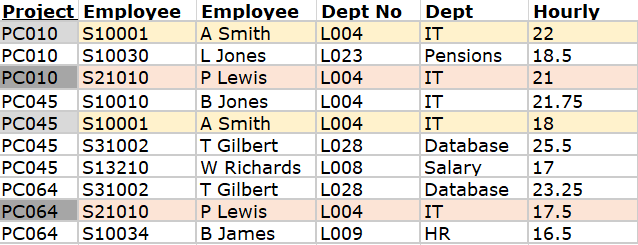 Project Employee Employee Dept No Dept Hourly
PC010 S10001 A Smith L004 IT 22
PC010 S10030 L Jones L023 Pensions 18.5
PC010 S21010 P Lewis L004 IT 21
PC045 S10010 B Jones L004 IT 21.75
PC045 S10001 A Smith L004 IT 18
PC045 S31002 T Gilbert L028 Database 25.5
PC045 S13210 W Richards L008 Salary 17
PC064 S31002 T Gilbert L028 Database 23.25
PC064 S21010 P Lewis L004 IT 17.5
PC064 S10034 B James L009 HR 16.5